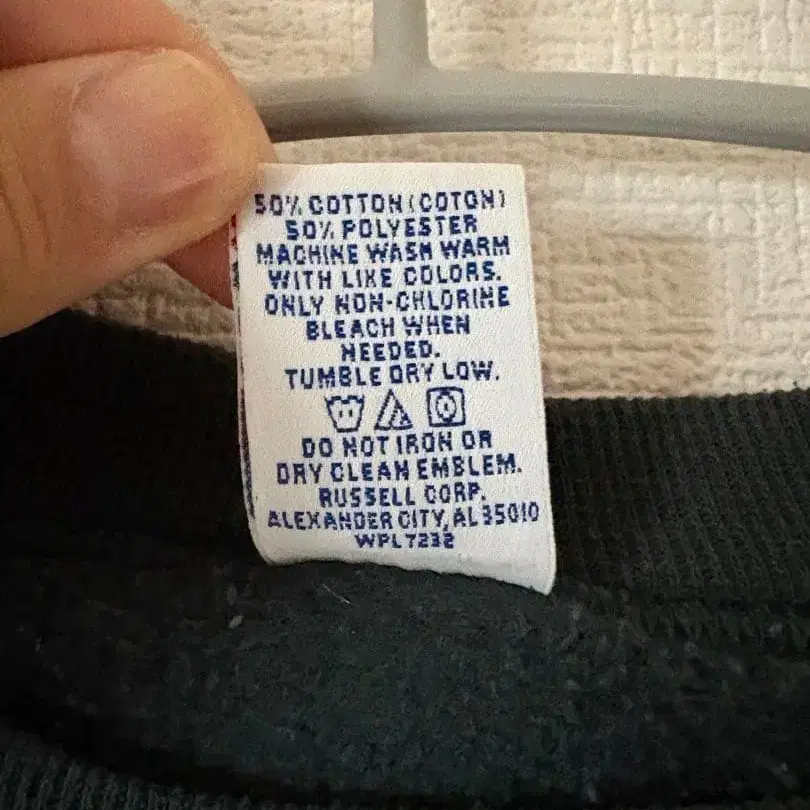 50% COTTON (COTON)
50% POLYESTER
MACHINE WASH WARM
WITH LIKE COLORS.
ONLY NON-CHLORINE
BLEACH WHEN
NEEDED.
TUMBLE DRY LOW.
DO NOT IRON OR
DRY CLEAN EMBLEM.
RUSSELL CORP.
ALEXANDER CITY, AL 35010
WPL 7232